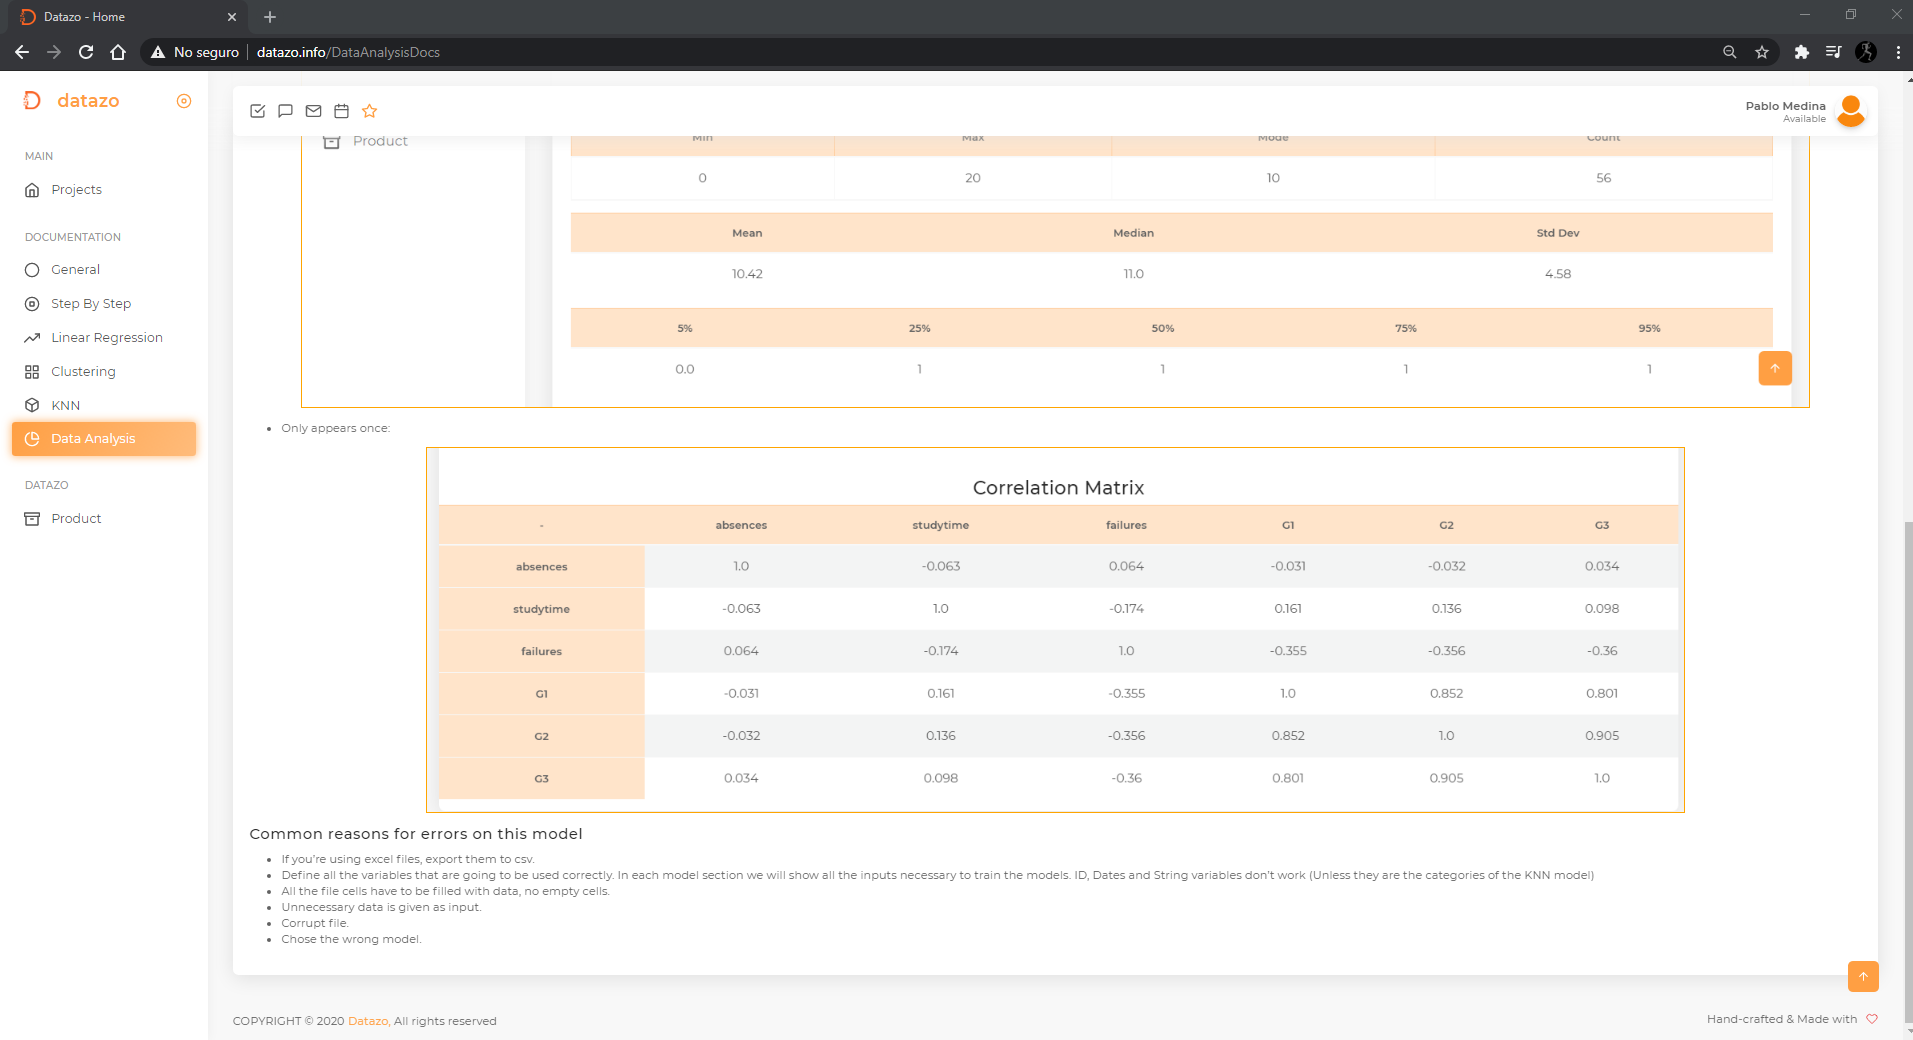 Datazo - Home
No seguro datazo.info/DataAnalysisDocs
datazo
MAIN
Projects
DOCUMENTATION
General
Step By Step
Linear Regression
Clustering
KNN
Data Analysis
DATAZO
Product
Pablo Medina
Available
Product
Min Max Mode Count
0 20 10 56
Mean Median Std Dev
10.42 11.0 4.58
5% 25% 50% 75% 95%
0.0 1 1 1 1
Only appears once:
Correlation Matrix
- absences studytime failures G1 G2 G3
absences 1.0 -0.063 0.064 -0.031 -0.032 0.034
studytime -0.063 1.0 -0.174 0.161 0.136 0.098
failures 0.064 -0.174 1.0 -0.355 -0.356 -0.36
G1 -0.031 0.161 -0.355 1.0 0.852 0.801
G2 -0.032 0.136 -0.356 0.852 1.0 0.905
G3 0.034 0.098 -0.36 0.801 0.905 1.0
Common reasons for errors on this model
If you're using excel files, export them to csv.
Define all the variables that are going to be used correctly. In each model section we will show all the inputs necessary to train the models. ID, Dates and String variables don't work (Unless they are the categories of the KNN model)
All the file cells have to be filled with data, no empty cells.
Unnecessary data is given as input.
Corrupt file.
Chose the wrong model.
COPYRIGHT © 2020 Datazo, All rights reserved
Hand-crafted & Made with